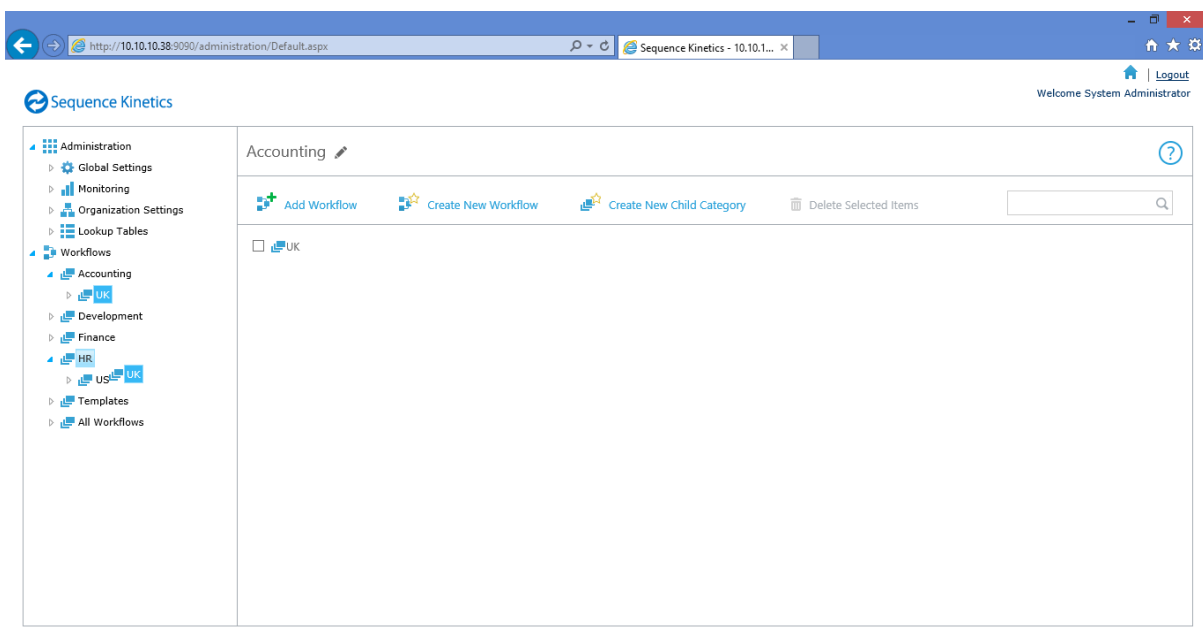 http://10.10.10.38:9090/administration/Default.aspx
Sequence Kinetics - 10.10.1...
Logout
Welcome System Administrator
Sequence Kinetics
Administration
Global Settings
Monitoring
Organization Settings
Lookup Tables
Workflows
Accounting
UK
Development
Finance
HR
US UK
Templates
All Workflows
Accounting
Add Workflow Create New Workflow Create New Child Category Delete Selected Items
UK